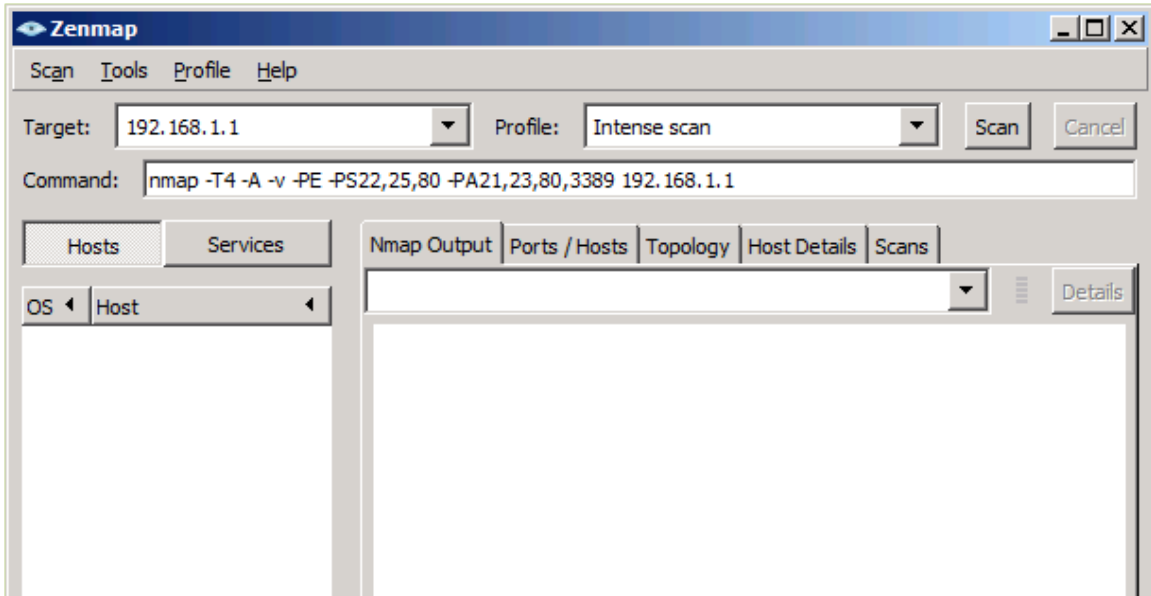 Zenmap
Scan Tools Profile Help
Target: 192.168.1.1 Profile: Intense scan Scan Cancel
Command: nmap -T4 -A -v -PE -PS22,25,80 -PA21,23,80,3389 192.168.1.1
Hosts Services Nmap Output Ports / Hosts Topology Host Details Scans
Details
OS Host